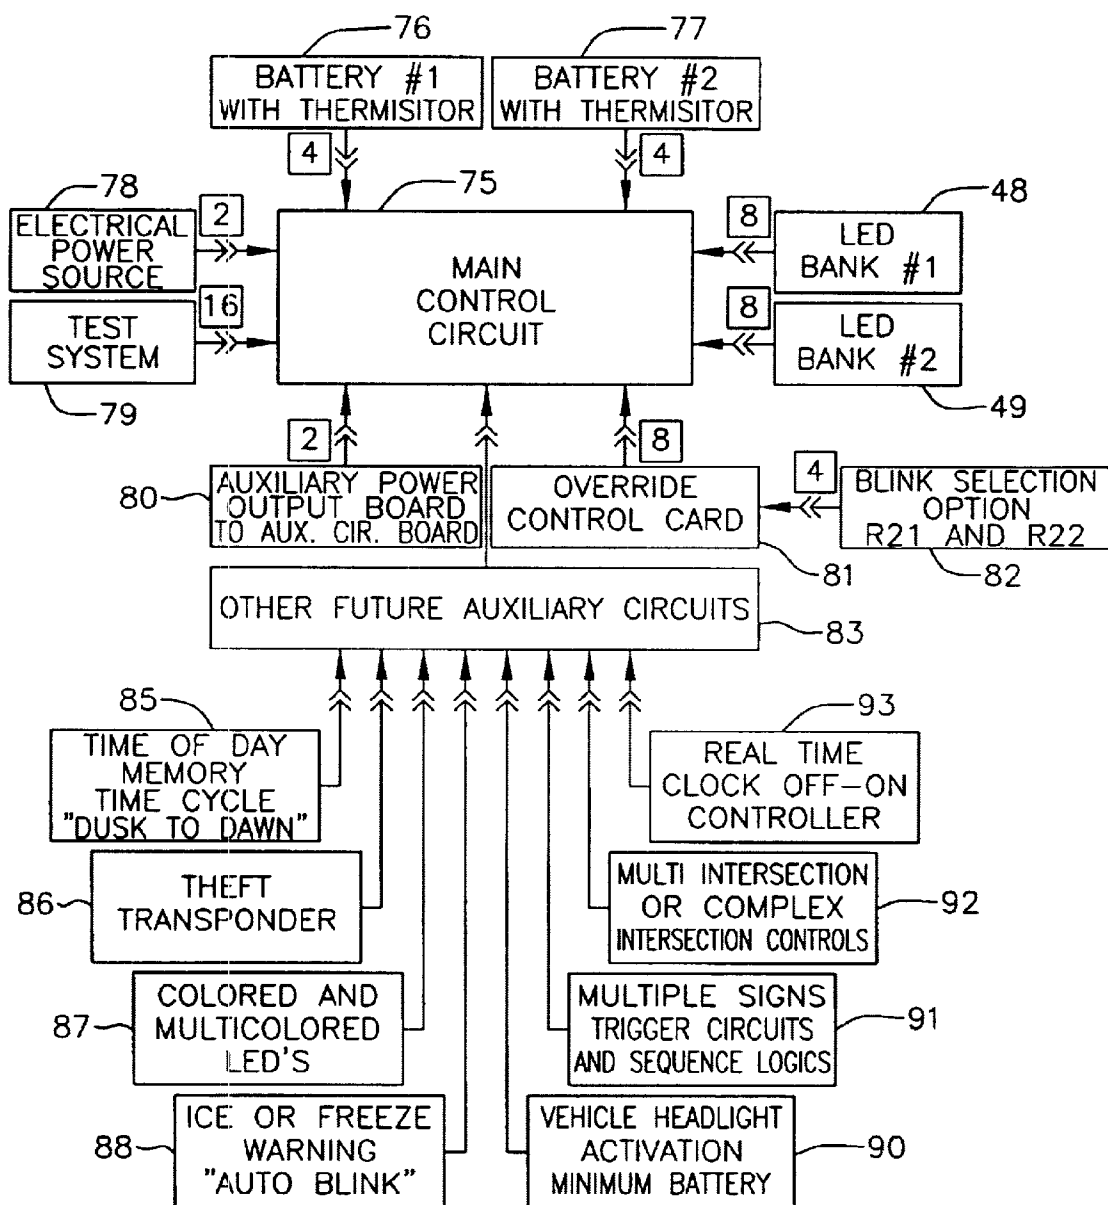 76
77
BATTERY #1
WITH THERMISITOR
BATTERY #2
WITH THERMISITOR
4
4
78
75
48
ELECTRICAL
POWER
SOURCE
2
8
LED
BANK #1
MAIN
CONTROL
CIRCUIT
TEST
SYSTEM
16
8
LED
BANK #2
79
49
2
8
80
AUXILIARY POWER
OUTPUT BOARD
TO AUX. CIR. BOARD
OVERRIDE
CONTROL CARD
4
BLINK SELECTION
OPTION
R21 AND R22
81
82
OTHER FUTURE AUXILIARY CIRCUITS
83
85
93
TIME OF DAY
MEMORY
TIME CYCLE
"DUSK TO DAWN"
REAL TIME
CLOCK OFF-ON
CONTROLLER
86
THEFT
TRANSPONDER
MULTI INTERSECTION
OR COMPLEX
INTERSECTION CONTROLS
92
87
COLORED AND
MULTICOLORED
LED'S
MULTIPLE SIGNS
TRIGGER CIRCUITS
AND SEQUENCE LOGICS
91
88
ICE OR FREEZE
WARNING
"AUTO BLINK"
VEHICLE HEADLIGHT
ACTIVATION
MINIMUM BATTERY
90